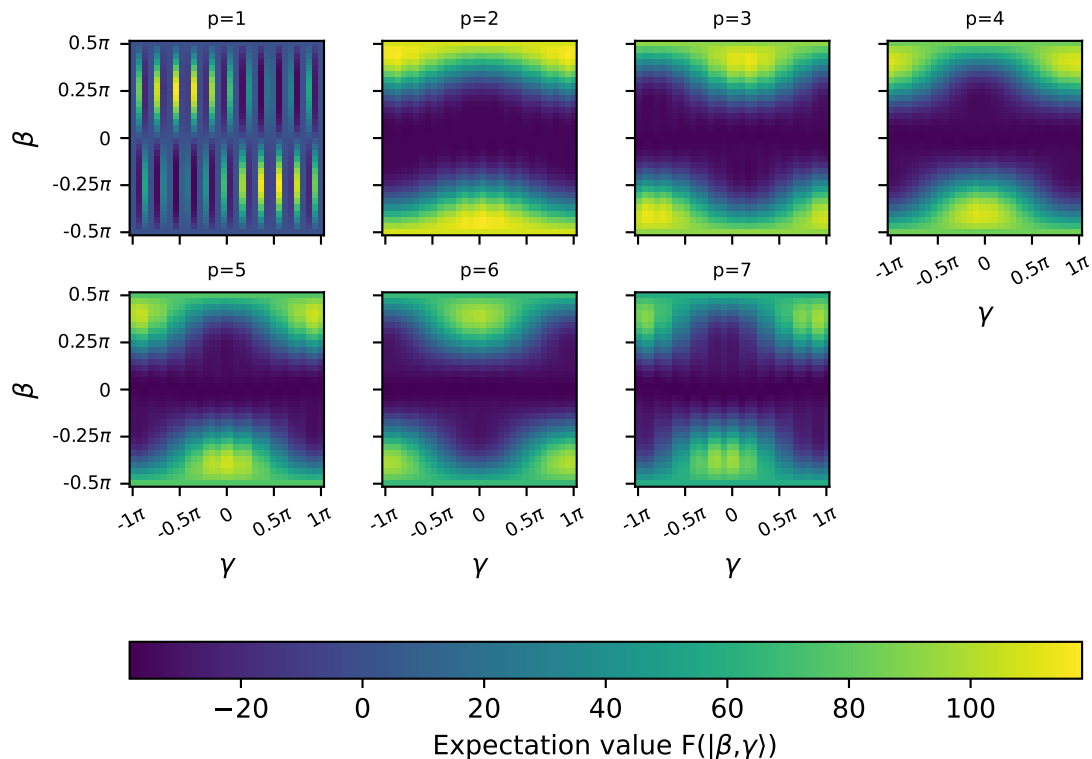 p=1 p=2 p=3 p=4
0.5π
0.25π
0
-0.25π
-0.5π
β
-1π -0.5π 0 0.5π 1π
γ
p=5 p=6 p=7
0.5π
0.25π
0
-0.25π
-0.5π
β
-1π -0.5π 0 0.5π 1π -1π -0.5π 0 0.5π 1π -1π -0.5π 0 0.5π 1π
γ γ γ
−20 0 20 40 60 80 100
Expectation value F(|β,γ⟩)